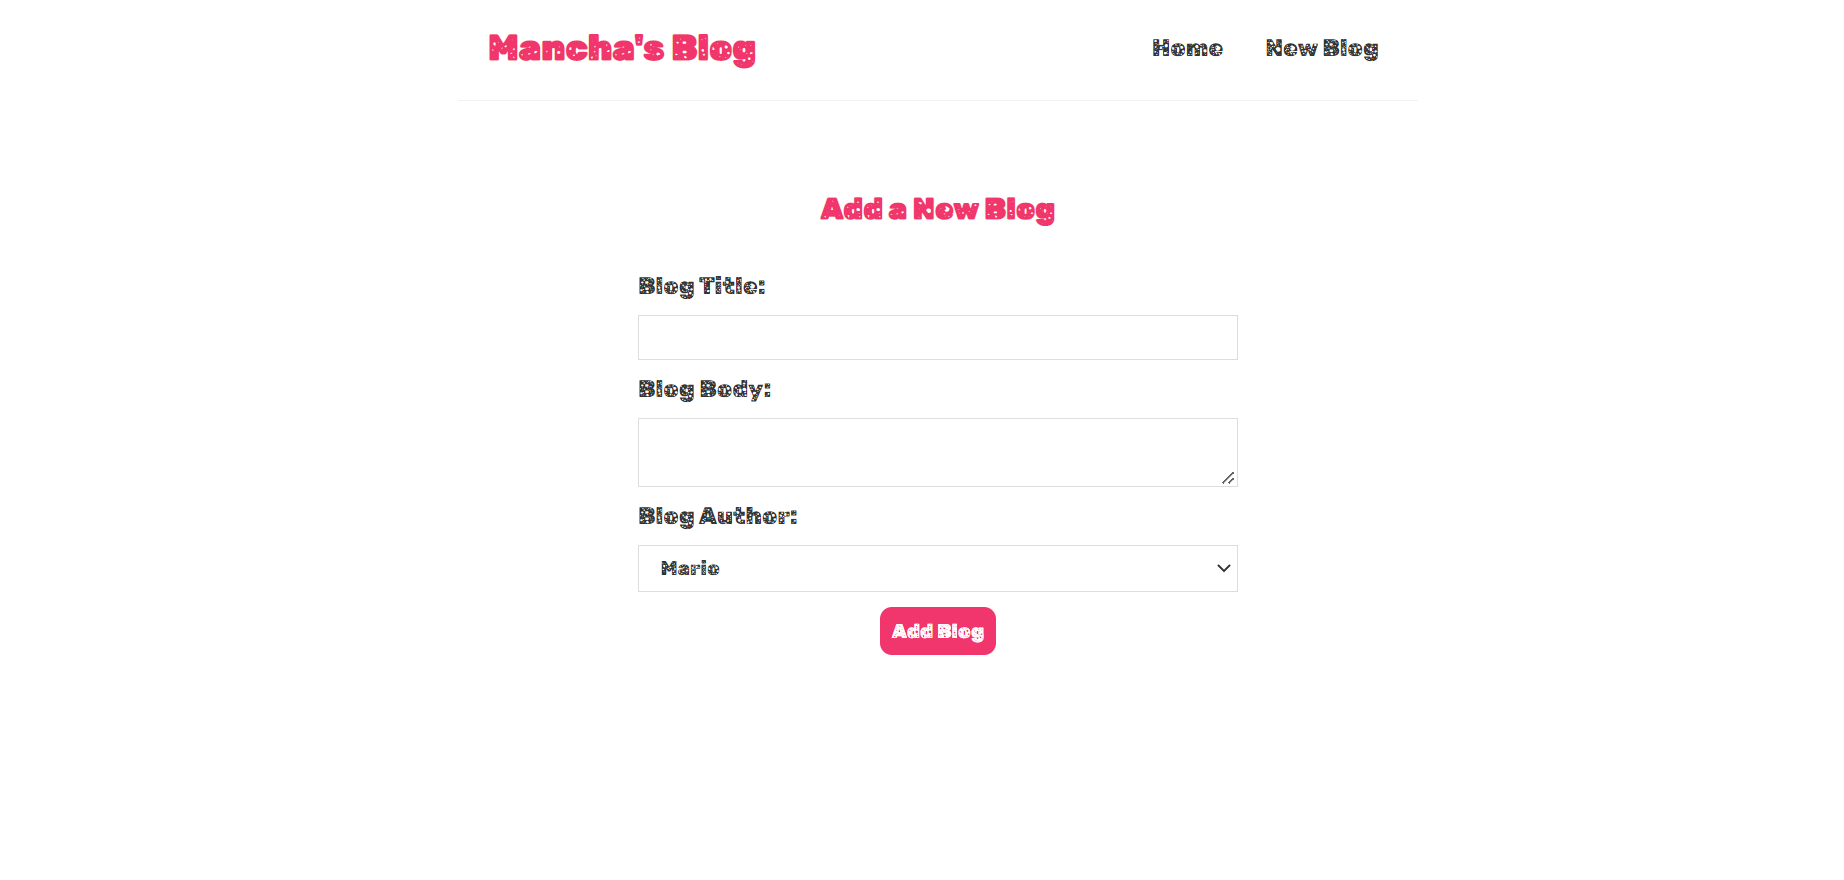 Mancha's Blog
Home
New Blog
Add a New Blog
Blog Title:
Blog Body:
Blog Author:
Mario
Add Blog